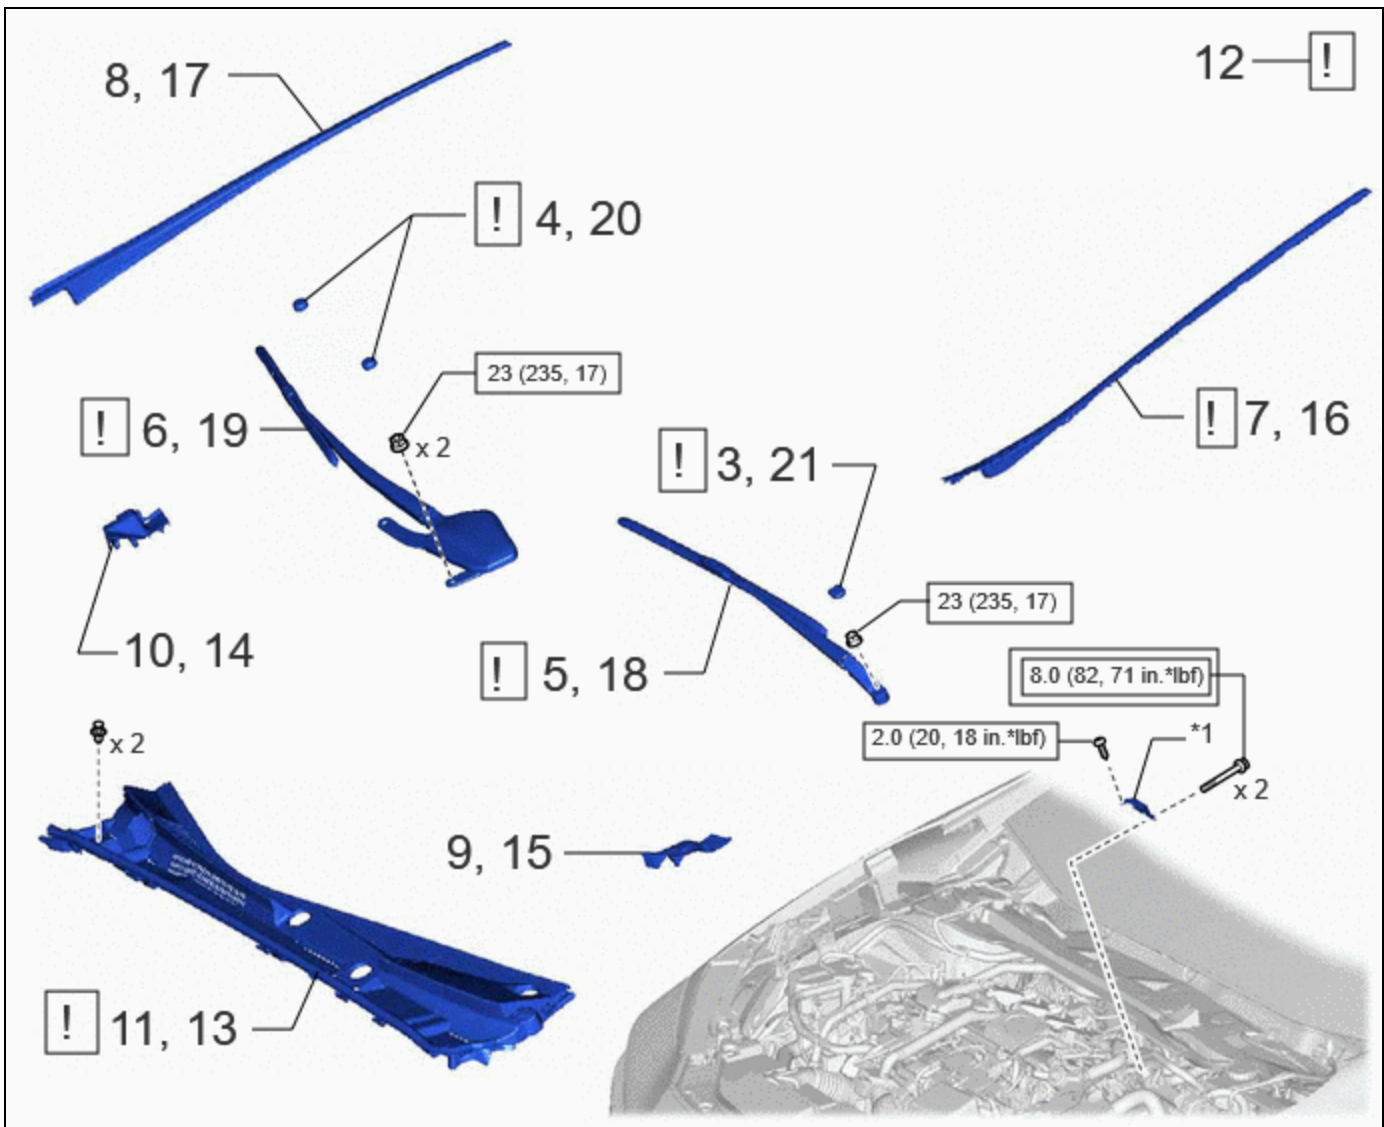 8, 17
12 !
! 4, 20
23 (235, 17)
! 6, 19
x 2
! 7, 16
! 3, 21
23 (235, 17)
10, 14
! 5, 18
8.0 (82, 71 in.*lbf)
2.0 (20, 18 in.*lbf)
*1
x 2
x 2
9, 15
! 11, 13